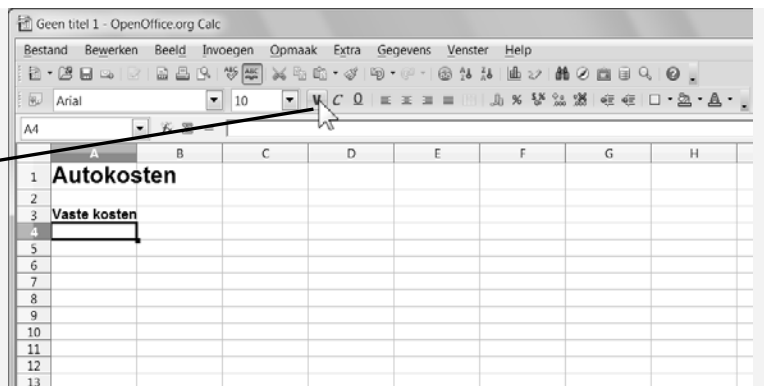 Geen titel 1 - OpenOffice.org Calc
Bestand Bewerken Beeld Invoegen Opmaak Extra Gegevens Venster Help
Arial 10 V C O %
A4
A B C D E F G H
1 Autokosten
2
3 Vaste kosten
4
5
6
7
8
9
10
11
12
13